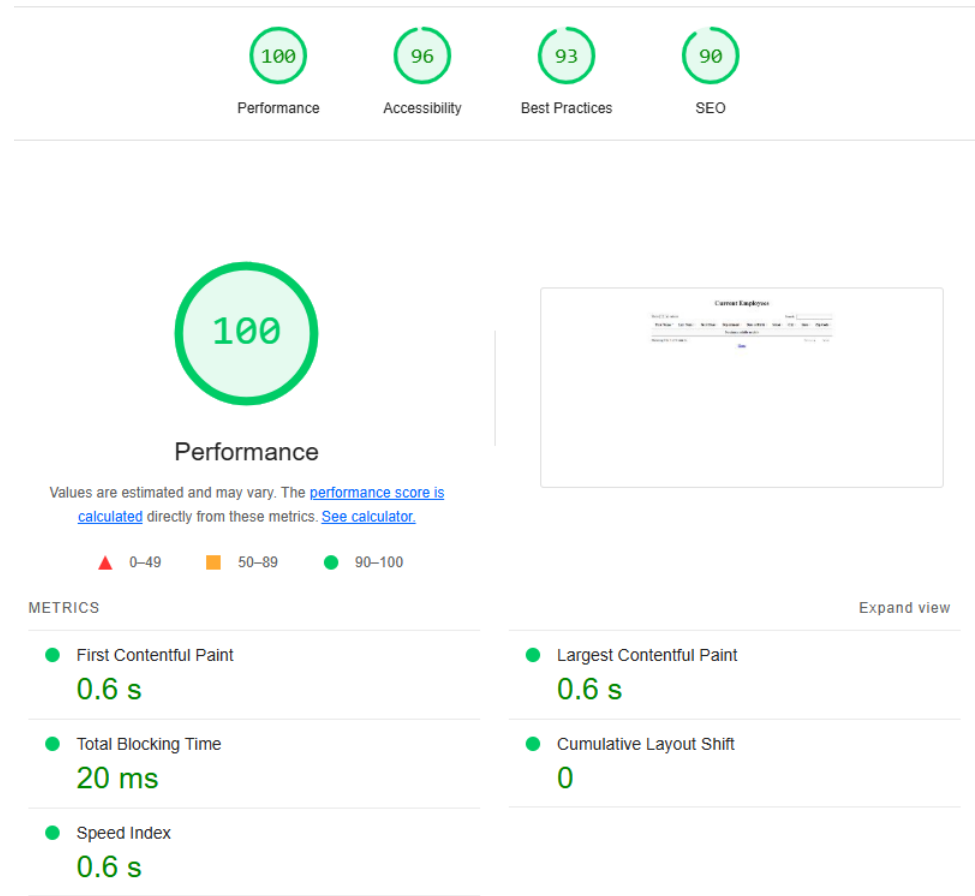 100
96
93
90
Performance
Accessibility
Best Practices
SEO
100
Performance
Values are estimated and may vary. The performance score is
calculated directly from these metrics. See calculator.
0–49
50–89
90–100
Current Employees
METRICS
Expand view
First Contentful Paint
0.6 s
Largest Contentful Paint
0.6 s
Total Blocking Time
20 ms
Cumulative Layout Shift
0
Speed Index
0.6 s